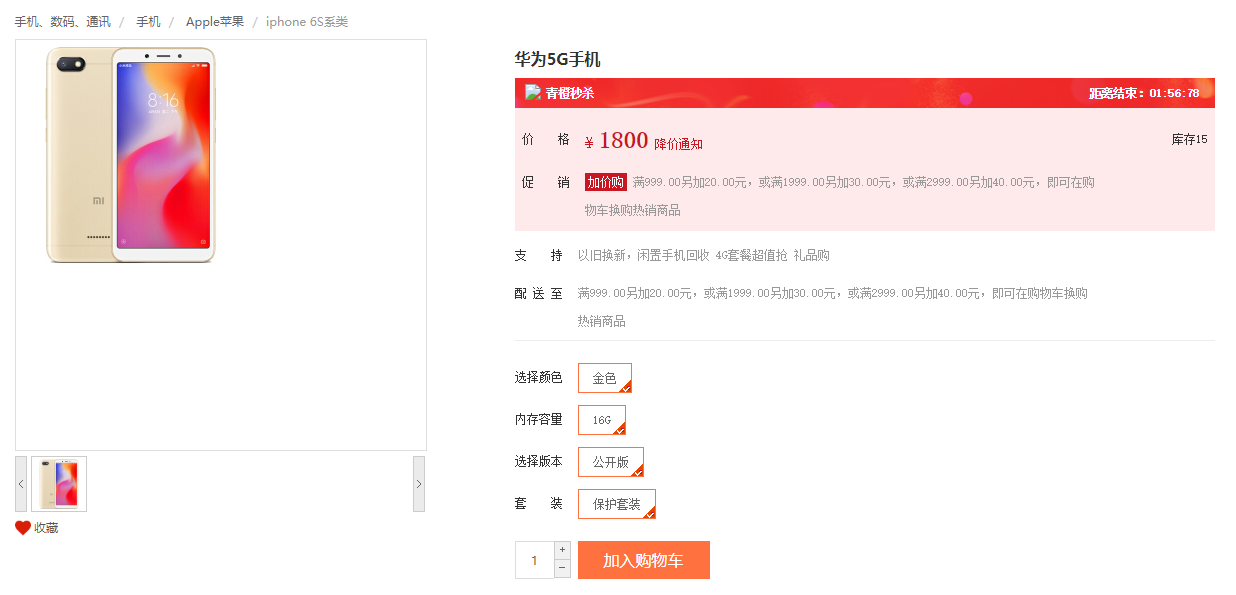 手机、数码、通讯 / 手机 / Apple苹果 / iphone 6S系类
8:16
mi
华为5G手机
青橙秒杀 距离结束：01:56:78
价 格 ￥ 1800 降价通知 库存15
促 销 加价购 满999.00另加20.00元，或满1999.00另加30.00元，或满2999.00另加40.00元，即可在购
物车换购热销商品
支 持 以旧换新，闲置手机回收 4G套餐超值抢 礼品购
配 送 至 满999.00另加20.00元，或满1999.00另加30.00元，或满2999.00另加40.00元，即可在购物车换购
热销商品
选择颜色 金色
内存容量 16G
选择版本 公开版
套 装 保护套装
< >
收藏
1 + − 加入购物车